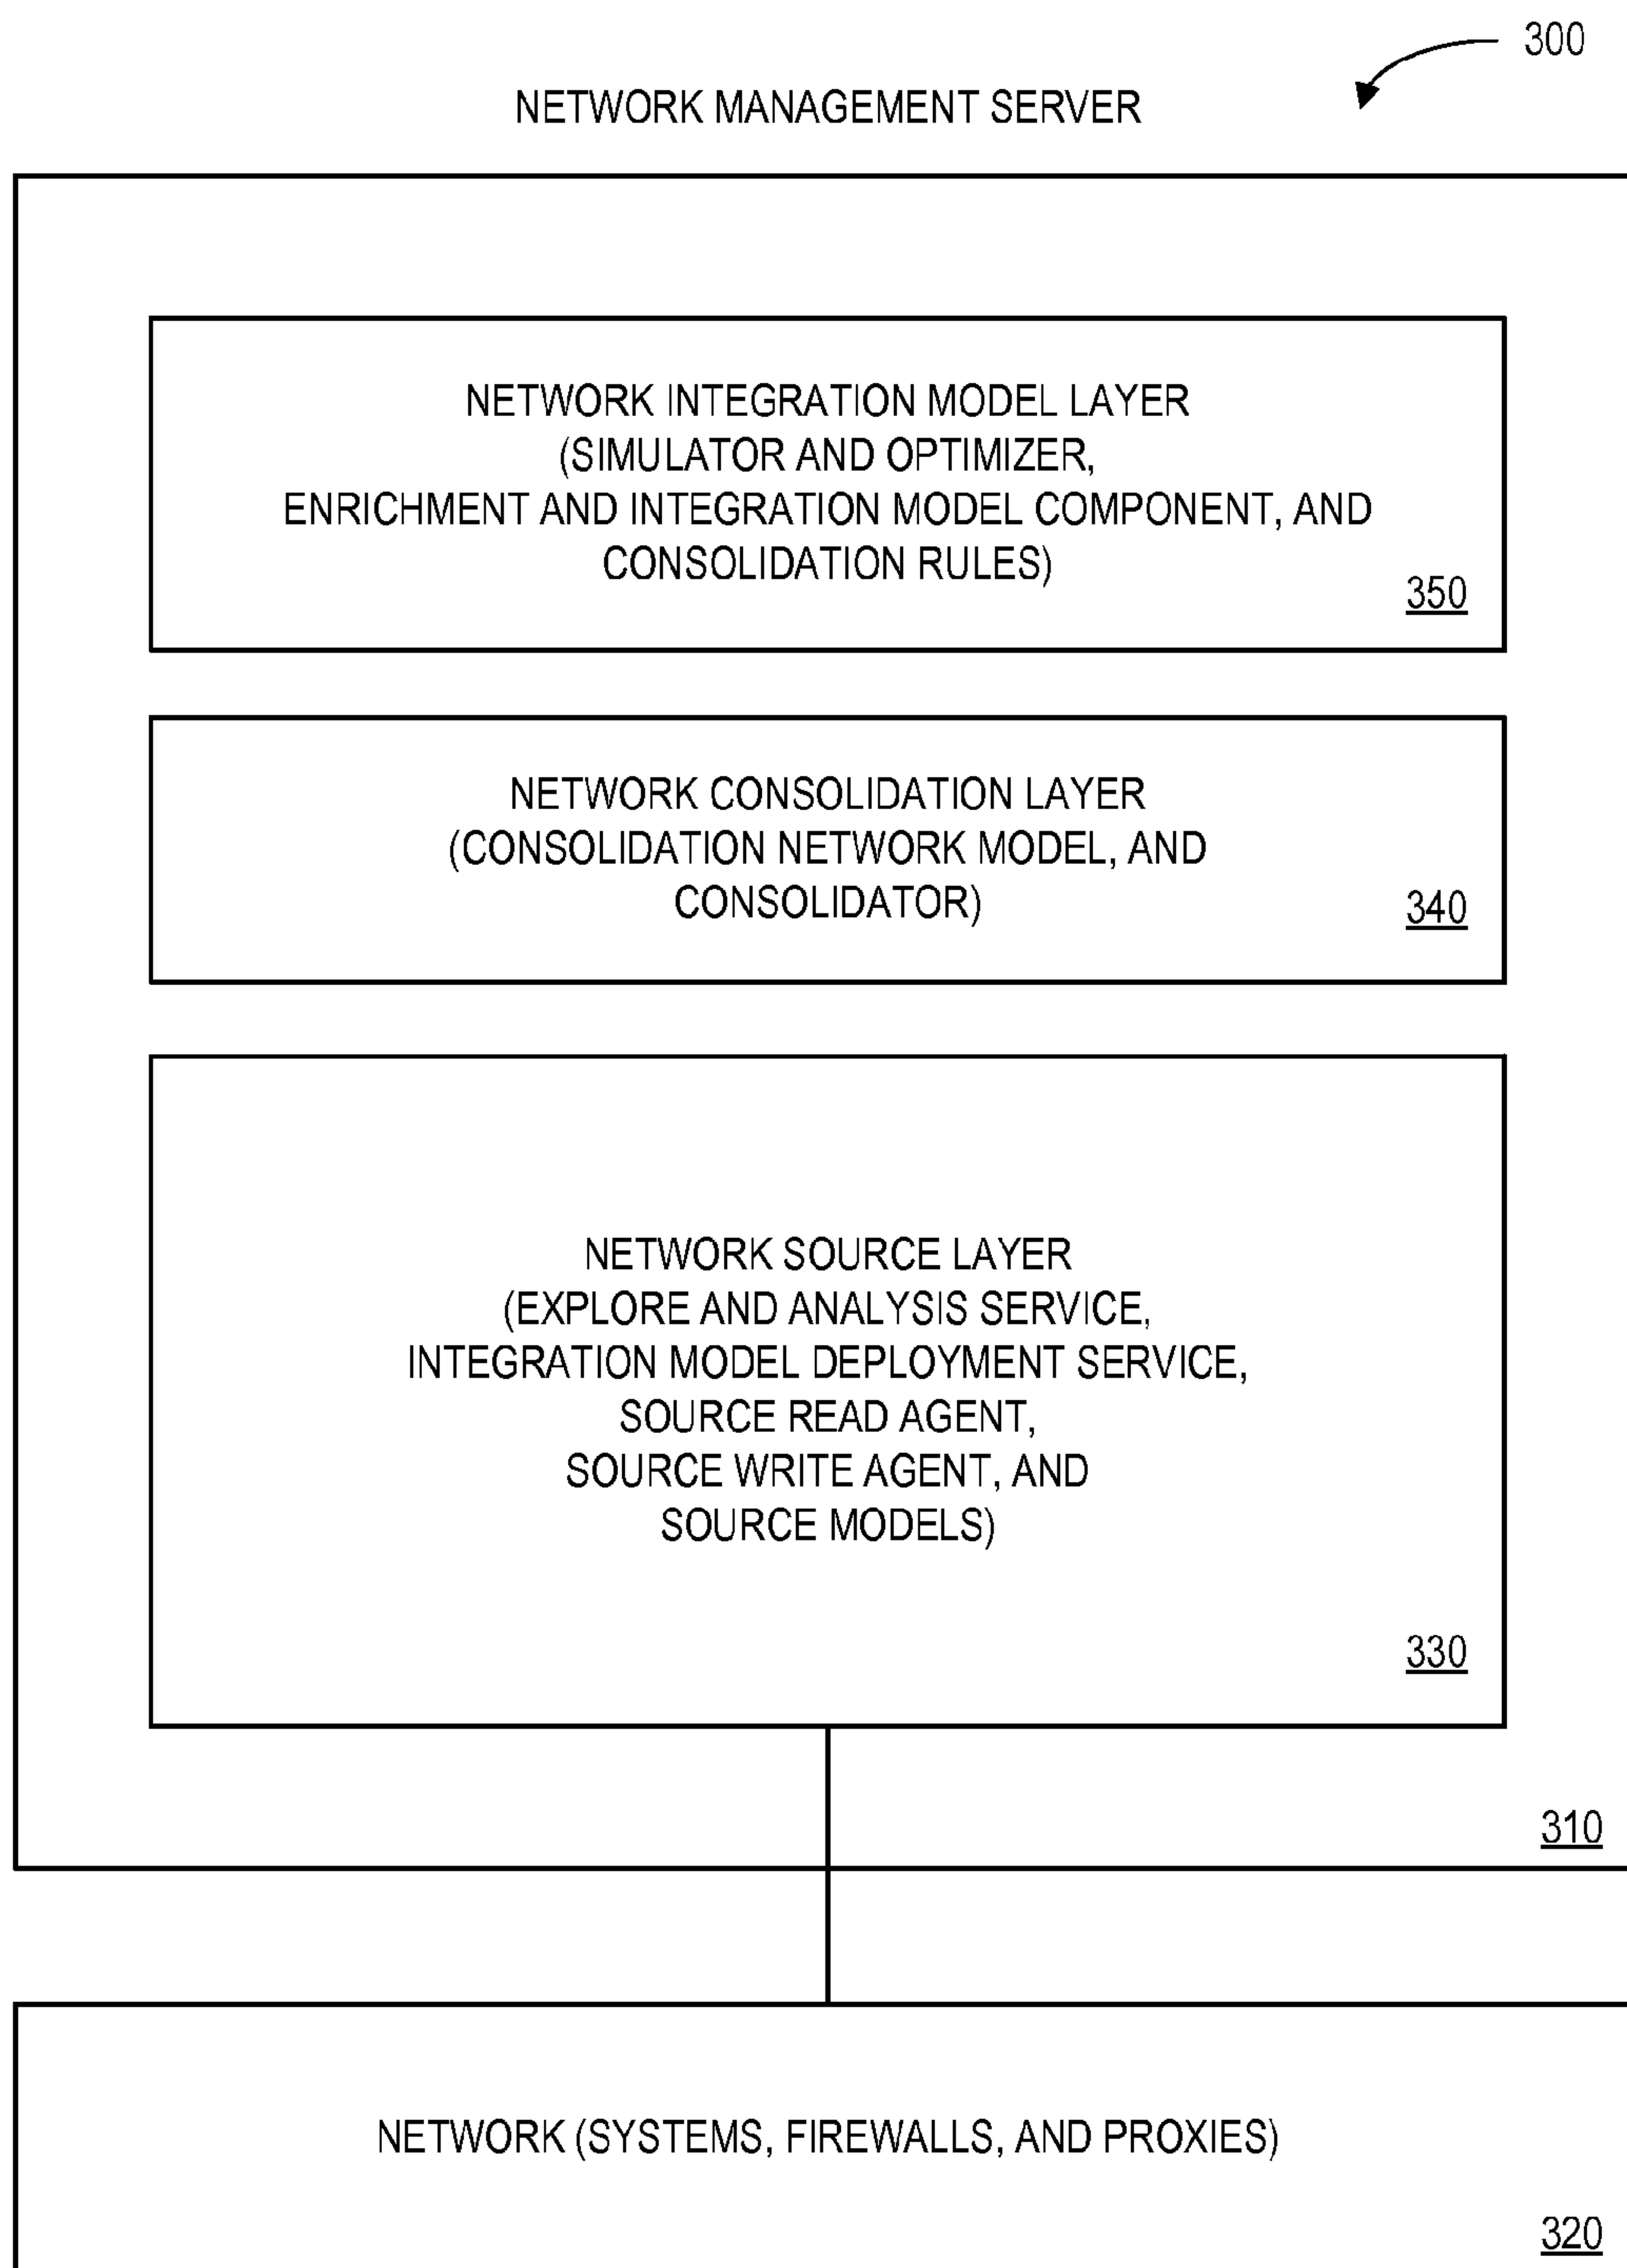 300
NETWORK MANAGEMENT SERVER
NETWORK INTEGRATION MODEL LAYER
(SIMULATOR AND OPTIMIZER,
ENRICHMENT AND INTEGRATION MODEL COMPONENT, AND
CONSOLIDATION RULES)
350
NETWORK CONSOLIDATION LAYER
(CONSOLIDATION NETWORK MODEL, AND
CONSOLIDATOR)
340
NETWORK SOURCE LAYER
(EXPLORE AND ANALYSIS SERVICE,
INTEGRATION MODEL DEPLOYMENT SERVICE,
SOURCE READ AGENT,
SOURCE WRITE AGENT, AND
SOURCE MODELS)
330
310
NETWORK (SYSTEMS, FIREWALLS, AND PROXIES)
320